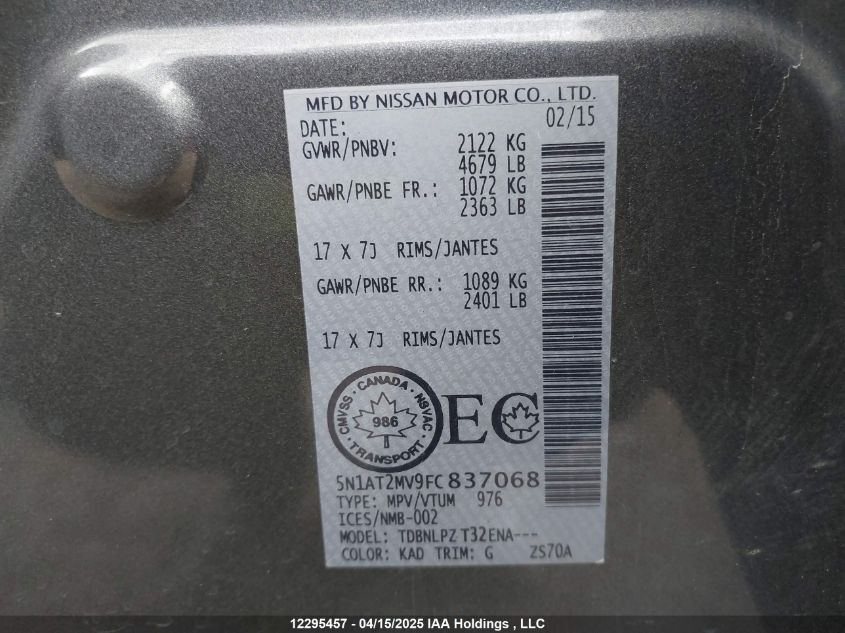 MFD BY NISSAN MOTOR CO., LTD.
DATE: 02/15
GVWR/PNBV: 2122 KG
4679 LB
GAWR/PNBE FR.: 1072 KG
2363 LB
17 X 7J RIMS/JANTES
GAWR/PNBE RR.: 1089 KG
2401 LB
17 X 7J RIMS/JANTES
CMVSS · CANADA · NSVAC
986
TRANSPORT
EC
5N1AT2MV9FC837068
TYPE: MPV/VTUM 976
ICES/NMB-002
MODEL: TDBNLPZ T32ENA---
COLOR: KAD TRIM: G ZS70A
12295457 - 04/15/2025 IAA Holdings , LLC